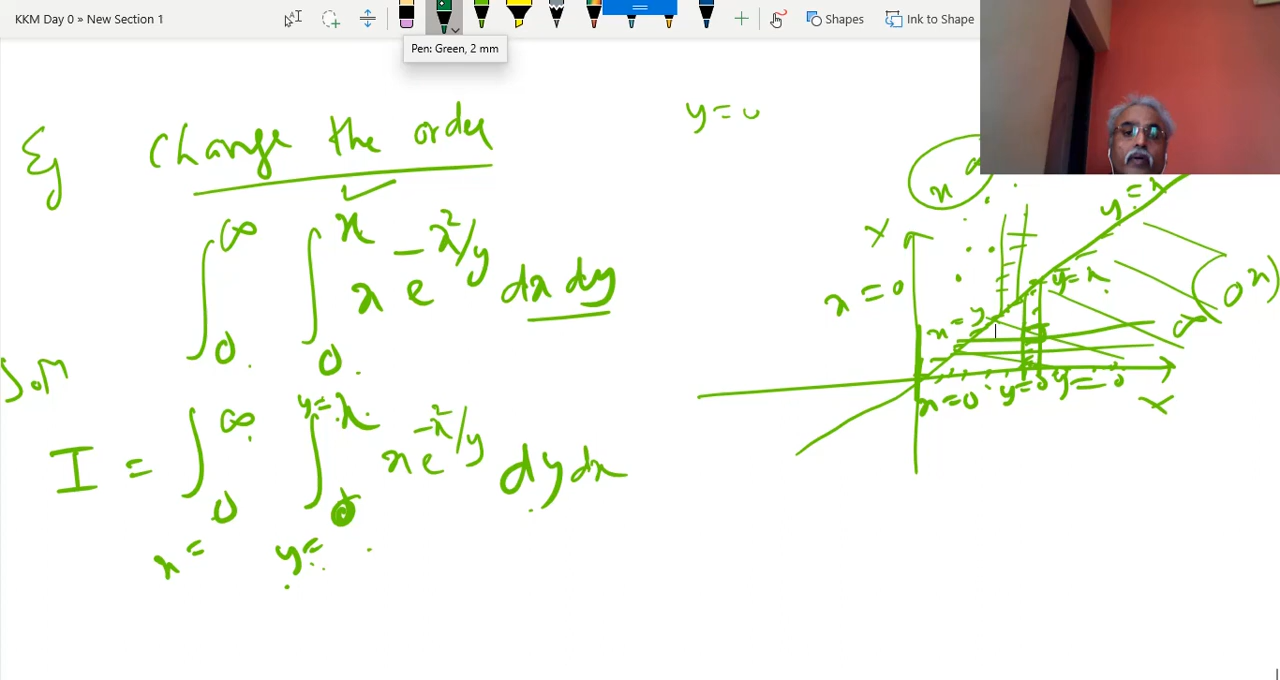 KKM Day 0 » New Section 1
Shapes
Ink to Shape
Pen: Green, 2 mm
Eg Change the order
y = 0
∫₀^∞ ∫₀^x x e^{-x²/y} dx dy
Solⁿ
I = ∫_{x=0}^∞ ∫_{y=0}^{y=x} x e^{-x²/y} dy dx
x
y = x
x = 0
y = x
x = y
∞
x = 0
y = 0
y = 0
X